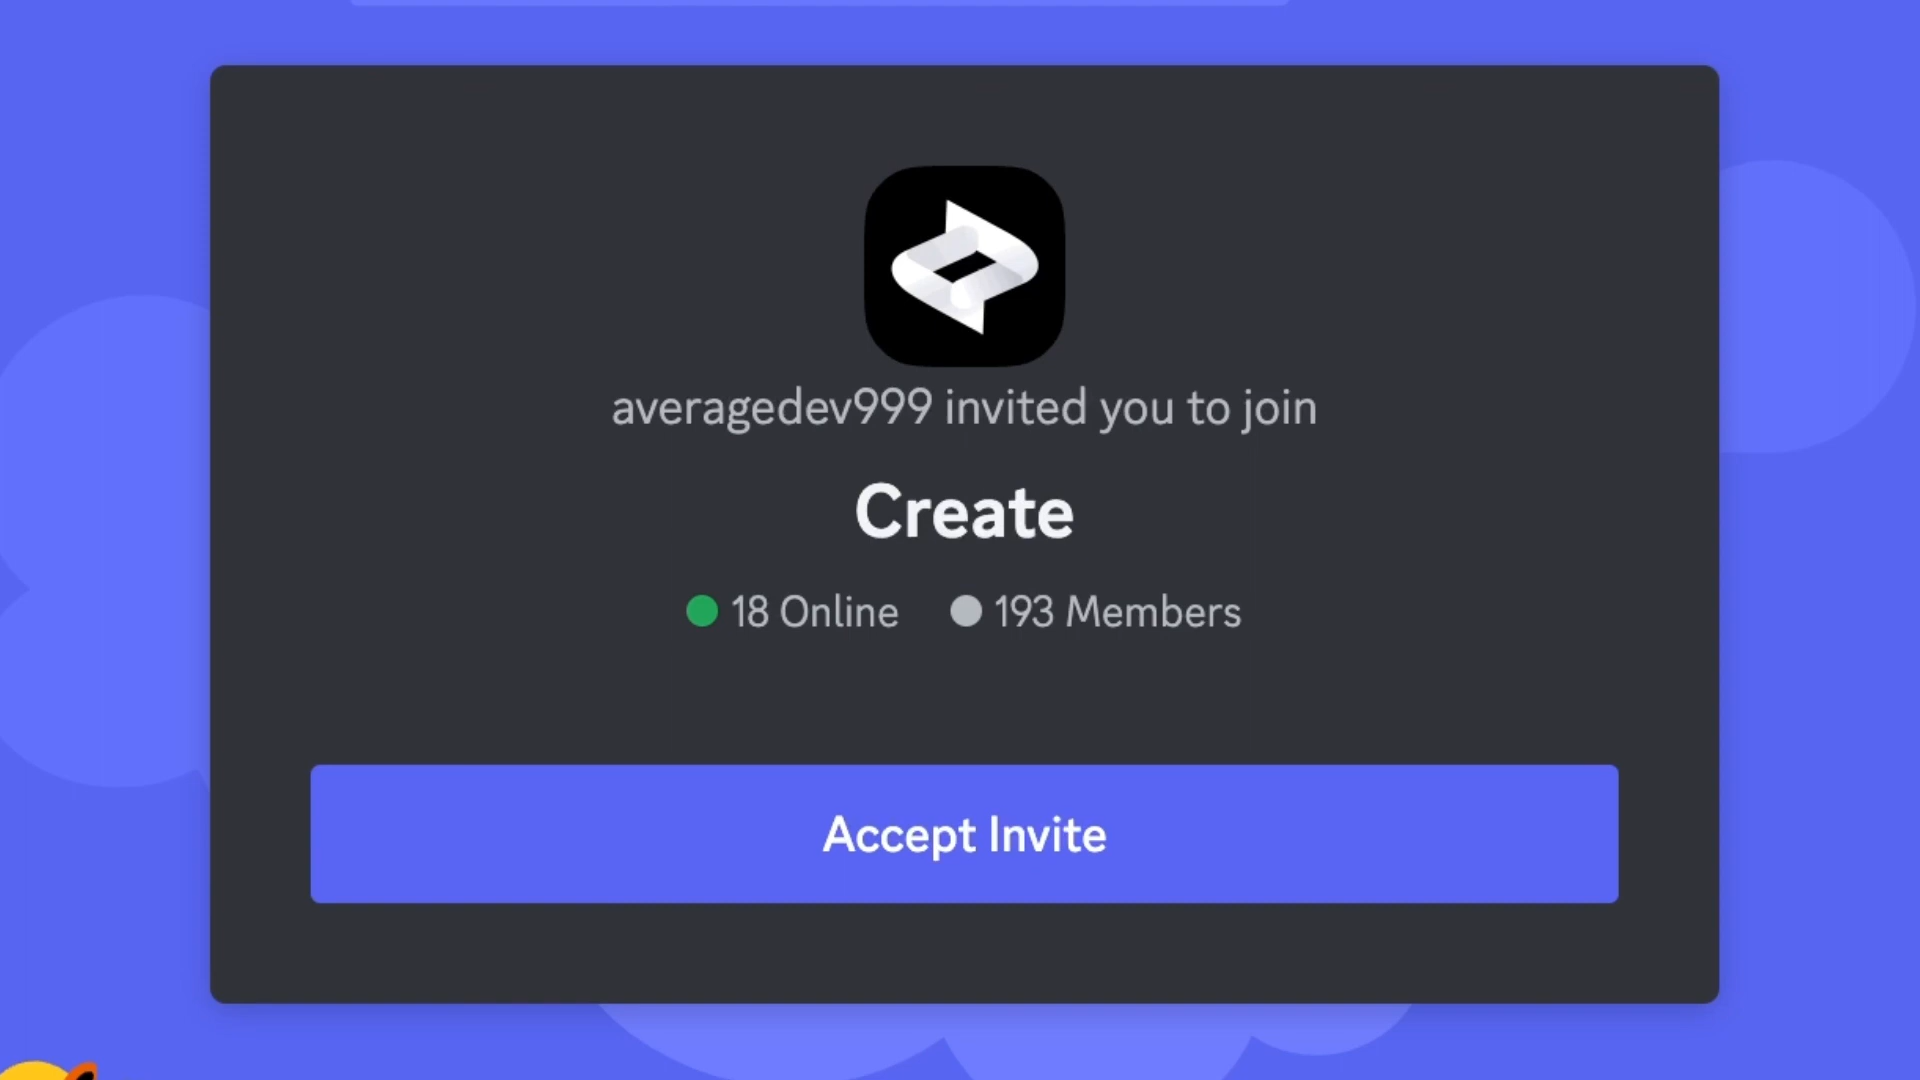 averagedev999 invited you to join
Create
18 Online 193 Members
Accept Invite